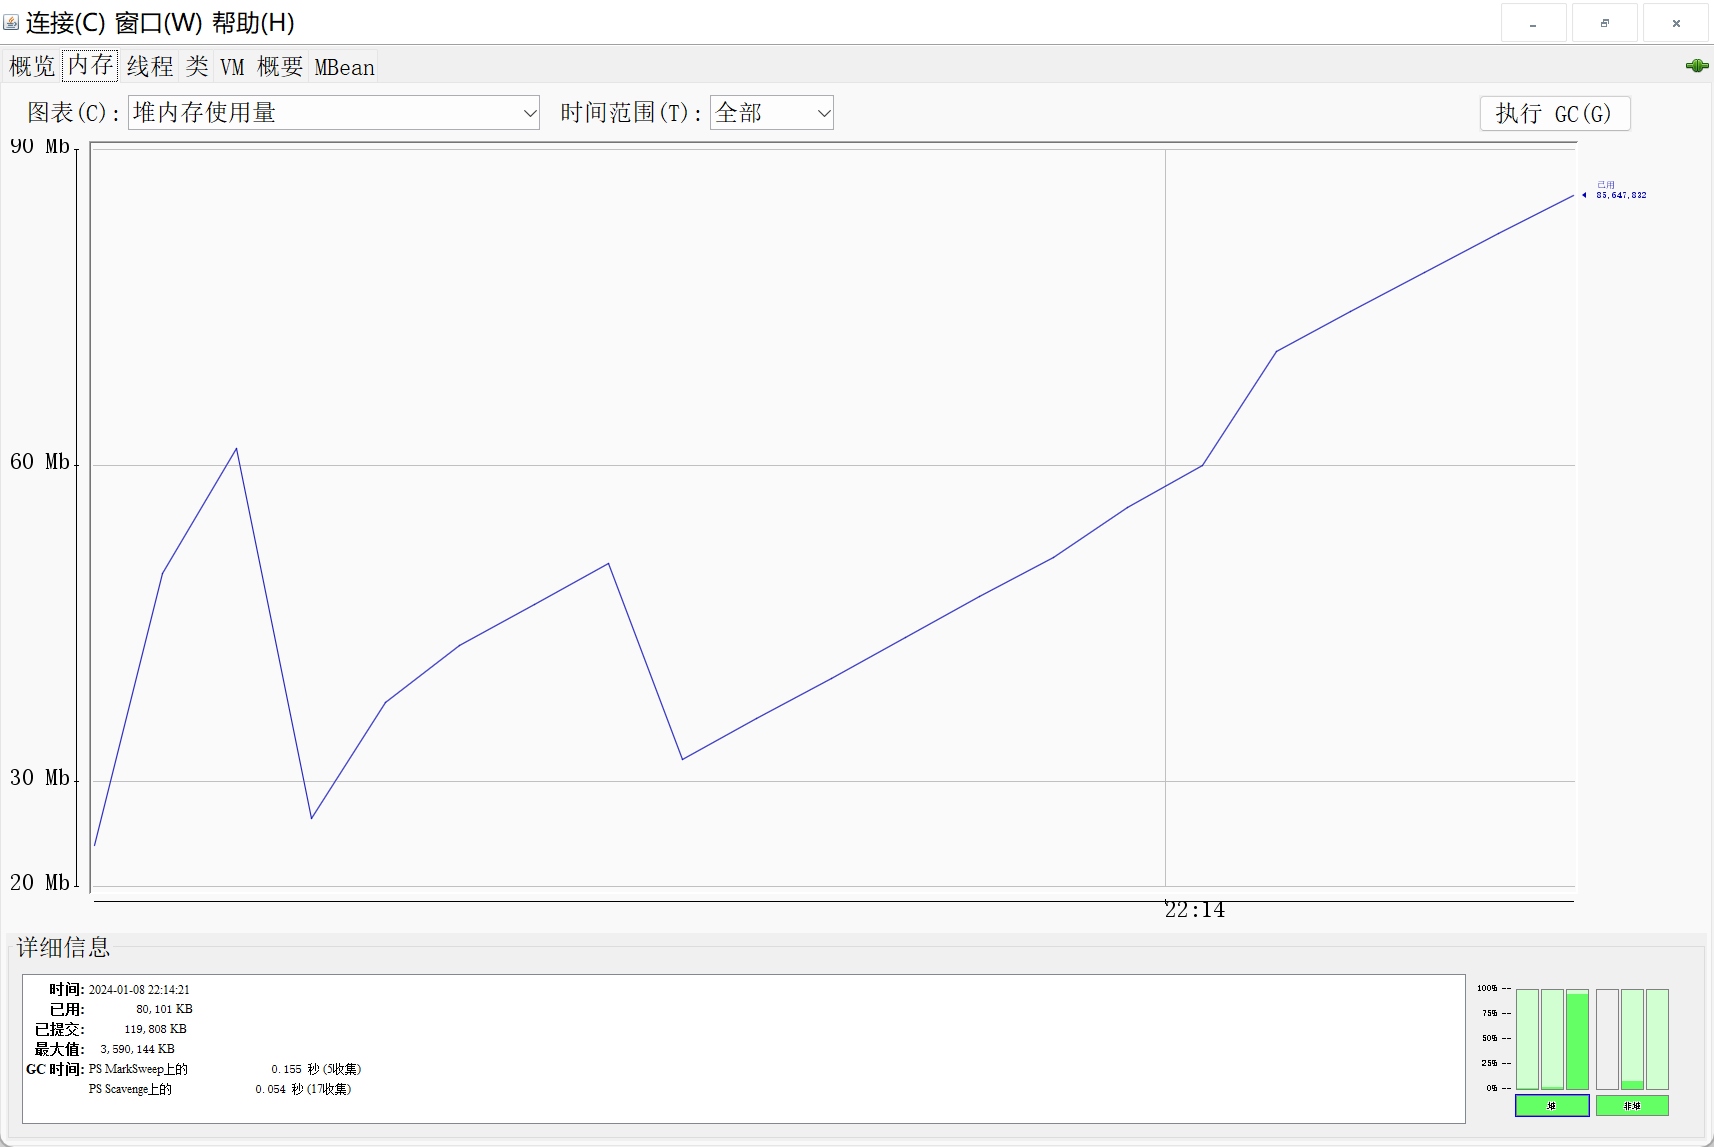 连接(C) 窗口(W) 帮助(H)
概览 内存 线程 类 VM 概要 MBean
图表(C): 堆内存使用量 时间范围(T): 全部 执行 GC(G)
90 Mb
已用
85,647,832
60 Mb
30 Mb
20 Mb
22:14
详细信息
时间: 2024-01-08 22:14:21
已用: 80,101 KB
已提交: 119,808 KB
最大值: 3,590,144 KB
GC 时间: PS MarkSweep上的 0.155 秒 (5收集)
PS Scavenge上的 0.054 秒 (17收集)
100% --
75% --
50% --
25% --
0% --
堆 非堆